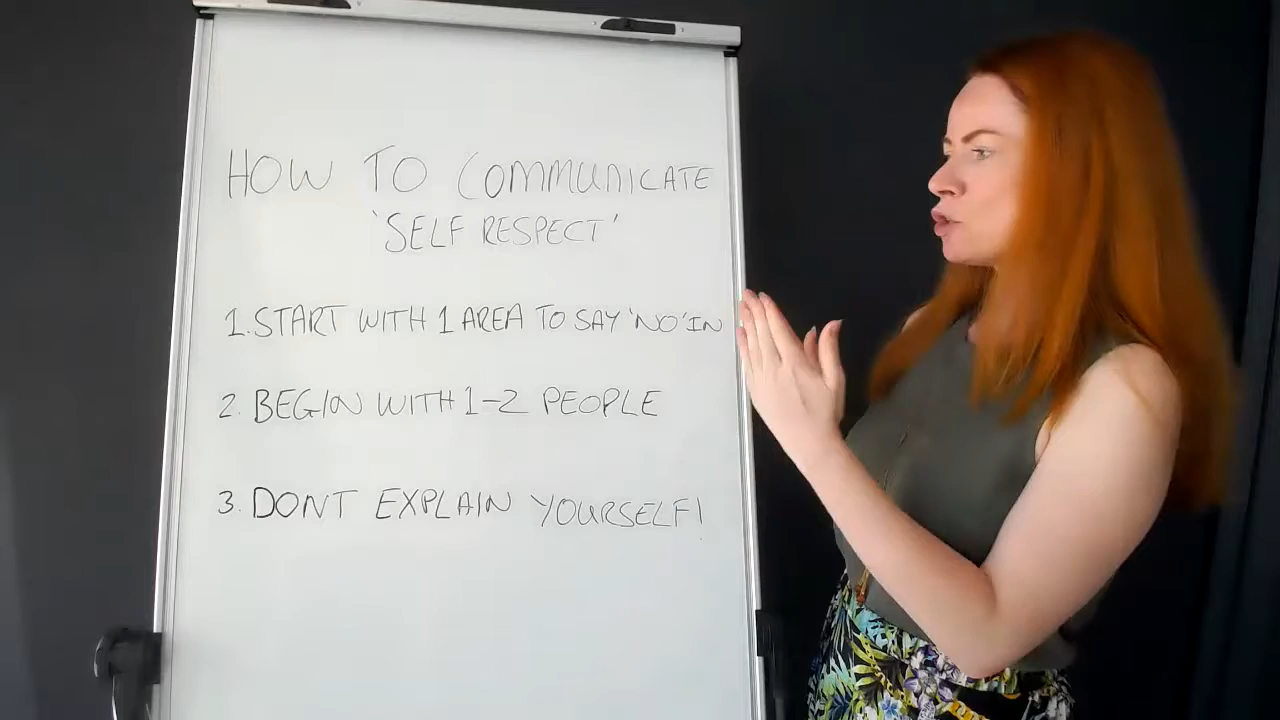 HOW TO COMMUNICATE
'SELF RESPECT'
1. START WITH 1 AREA TO SAY 'NO' IN
2. BEGIN WITH 1-2 PEOPLE
3. DONT EXPLAIN YOURSELF!